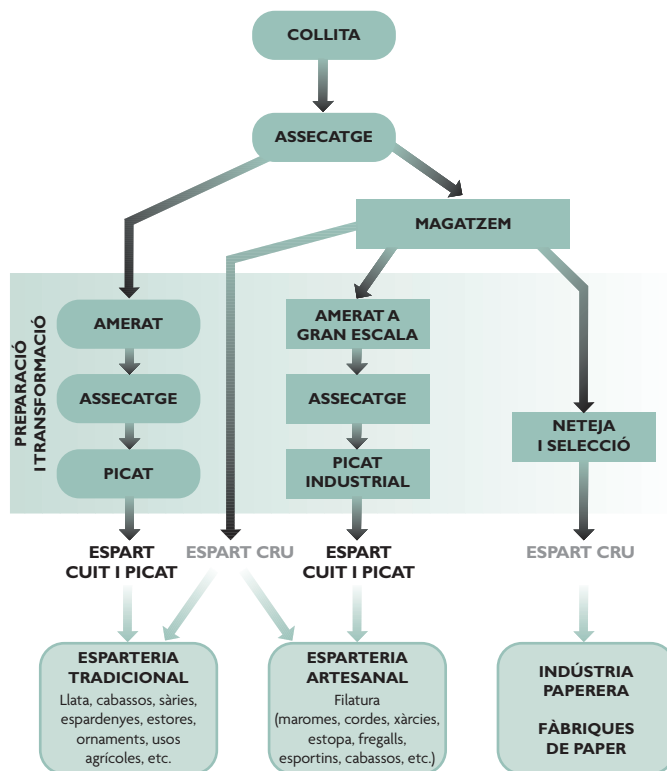 COLLITA
ASSECATGE
MAGATZEM
PREPARACIÓ
I TRANSFORMACIÓ
AMERAT
ASSECATGE
PICAT
AMERAT A
GRAN ESCALA
ASSECATGE
PICAT
INDUSTRIAL
NETEJA
I SELECCIÓ
ESPART
CUIT I PICAT
ESPART CRU
ESPART
CUIT I PICAT
ESPART CRU
ESPARTERIA
TRADICIONAL
Llata, cabassos, sàries,
espardenyes, estores,
ornaments, usos
agrícoles, etc.
ESPARTERIA
ARTESANAL
Filatura
(maromes, cordes, xàrcies,
estopa, fregalls,
esportins, cabassos, etc.)
INDÚSTRIA
PAPERERA
FÀBRIQUES
DE PAPER